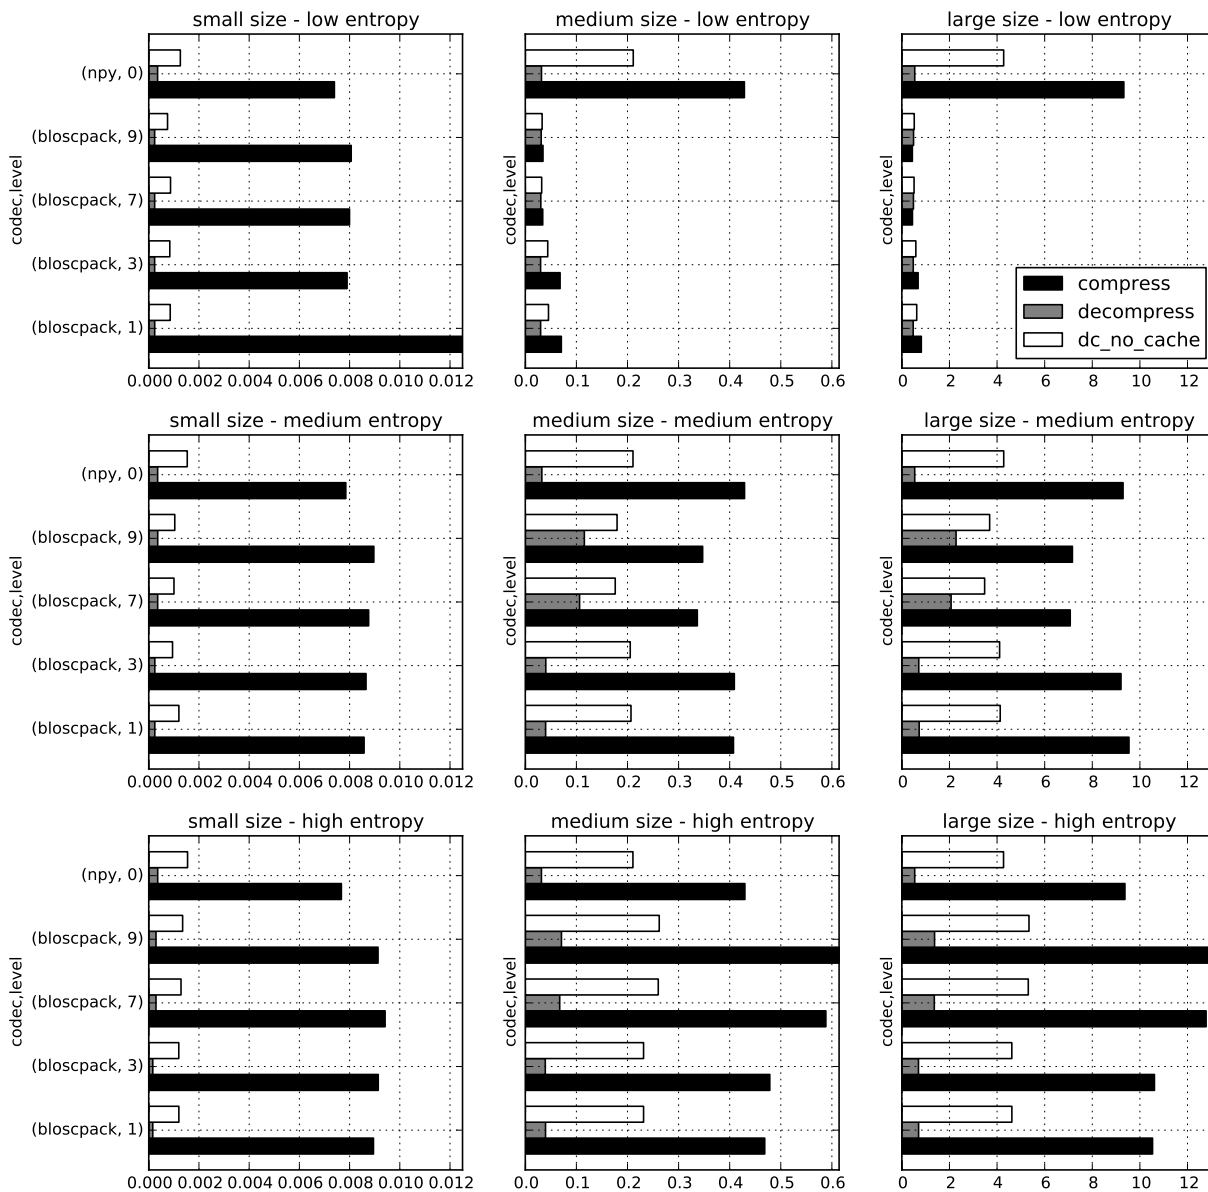 small size - low entropy
medium size - low entropy
large size - low entropy
codec,level
(npy, 0)
(bloscpack, 9)
(bloscpack, 7)
(bloscpack, 3)
(bloscpack, 1)
0.000 0.002 0.004 0.006 0.008 0.010 0.012
codec,level
0.0 0.1 0.2 0.3 0.4 0.5 0.6
codec,level
compress
decompress
dc_no_cache
0 2 4 6 8 10 12
small size - medium entropy
medium size - medium entropy
large size - medium entropy
codec,level
(npy, 0)
(bloscpack, 9)
(bloscpack, 7)
(bloscpack, 3)
(bloscpack, 1)
0.000 0.002 0.004 0.006 0.008 0.010 0.012
codec,level
0.0 0.1 0.2 0.3 0.4 0.5 0.6
codec,level
0 2 4 6 8 10 12
small size - high entropy
medium size - high entropy
large size - high entropy
codec,level
(npy, 0)
(bloscpack, 9)
(bloscpack, 7)
(bloscpack, 3)
(bloscpack, 1)
0.000 0.002 0.004 0.006 0.008 0.010 0.012
codec,level
0.0 0.1 0.2 0.3 0.4 0.5 0.6
codec,level
0 2 4 6 8 10 12